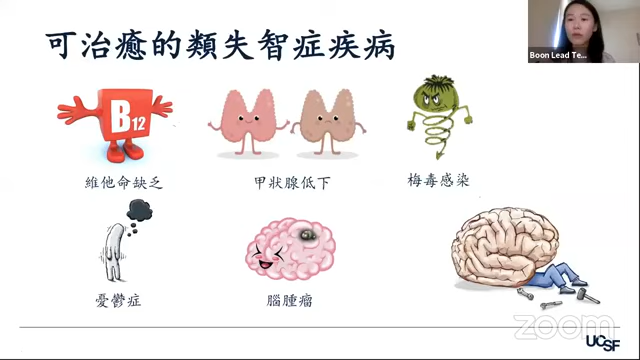 可治癒的類失智症疾病
Boon Lead Te...
B12
維他命缺乏
甲狀腺低下
梅毒感染
憂鬱症
腦腫瘤
zoom
UCSF